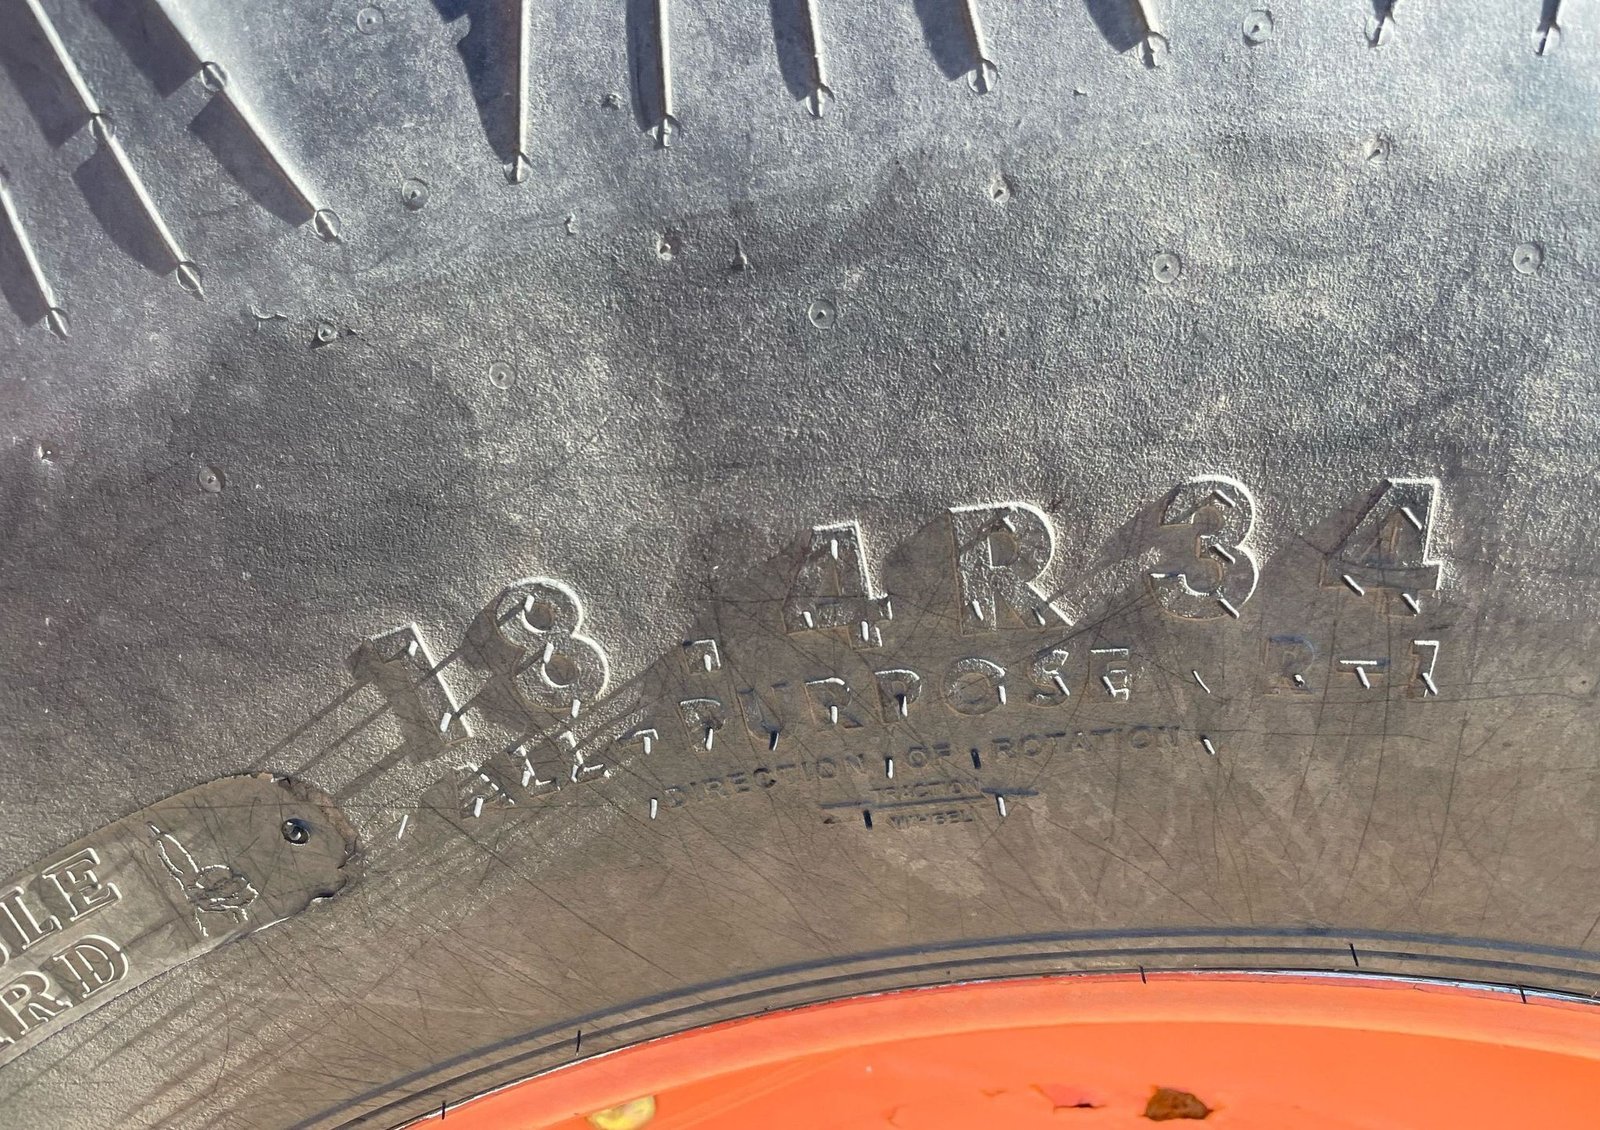 18.4R34
ALL-PURPOSE R-1
DIRECTION OF ROTATION
TRACTION
WHEEL